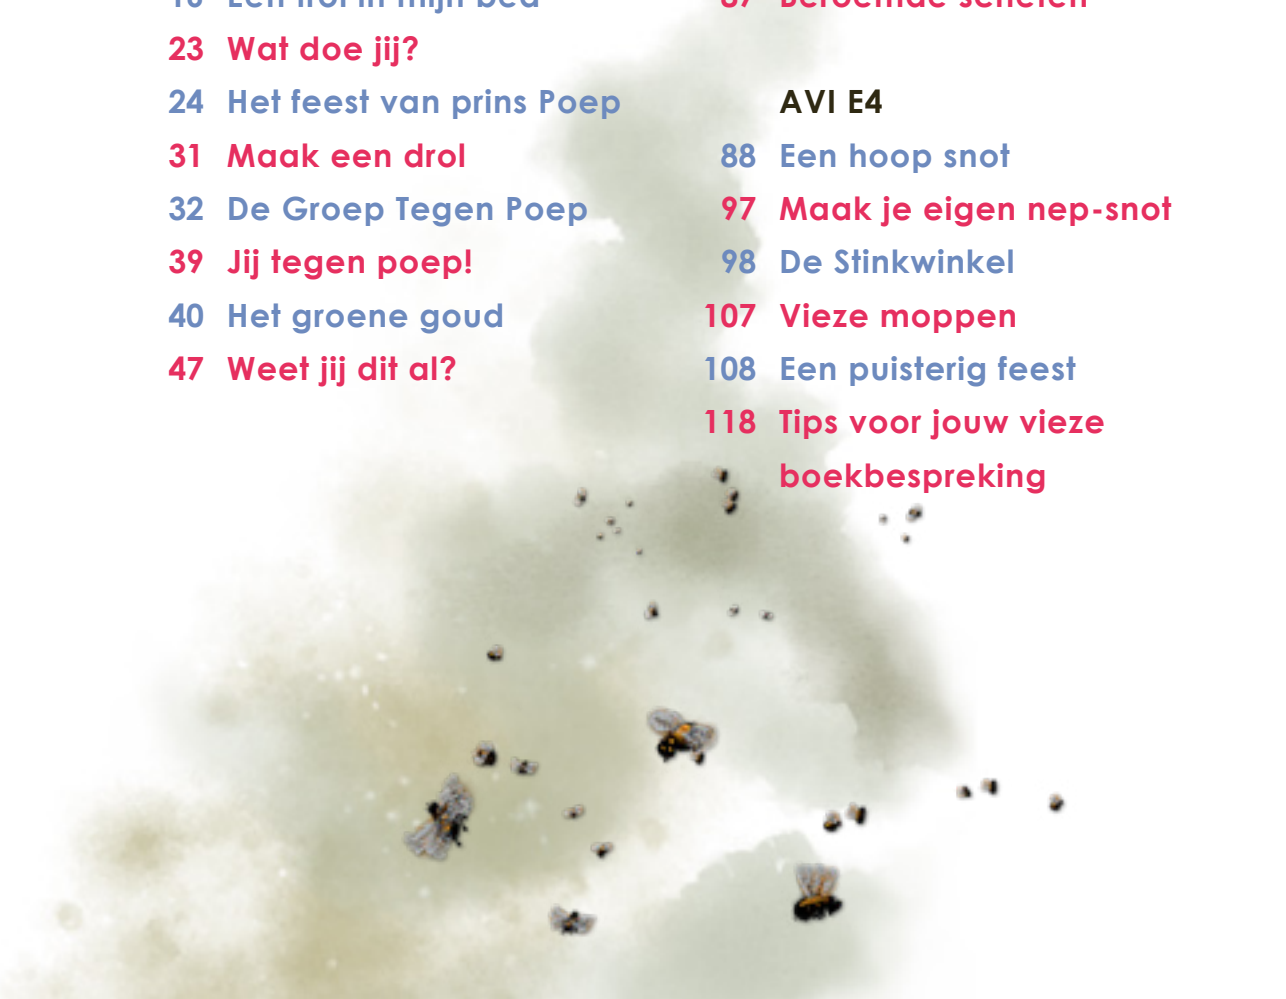 23 Wat doe jij?
24 Het feest van prins Poep
31 Maak een drol
32 De Groep Tegen Poep
39 Jij tegen poep!
40 Het groene goud
47 Weet jij dit al?
AVI E4
88 Een hoop snot
97 Maak je eigen nep-snot
98 De Stinkwinkel
107 Vieze moppen
108 Een puisterig feest
118 Tips voor jouw vieze
boekbespreking